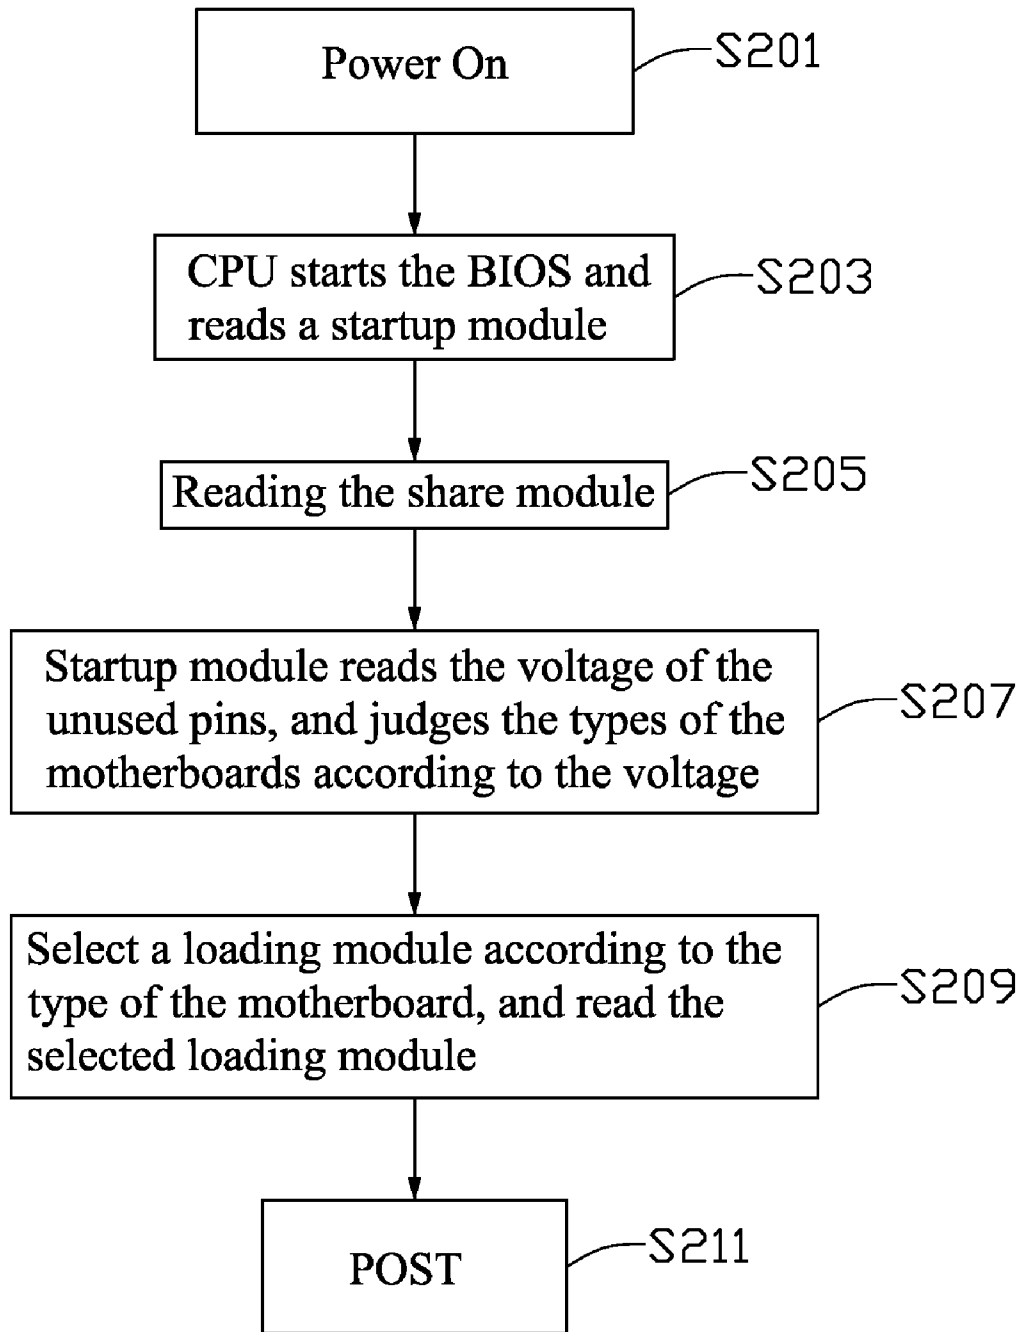 Power On
S201
CPU starts the BIOS and
reads a startup module
S203
Reading the share module
S205
Startup module reads the voltage of the
unused pins, and judges the types of the
motherboards according to the voltage
S207
Select a loading module according to the
type of the motherboard, and read the
selected loading module
S209
POST
S211